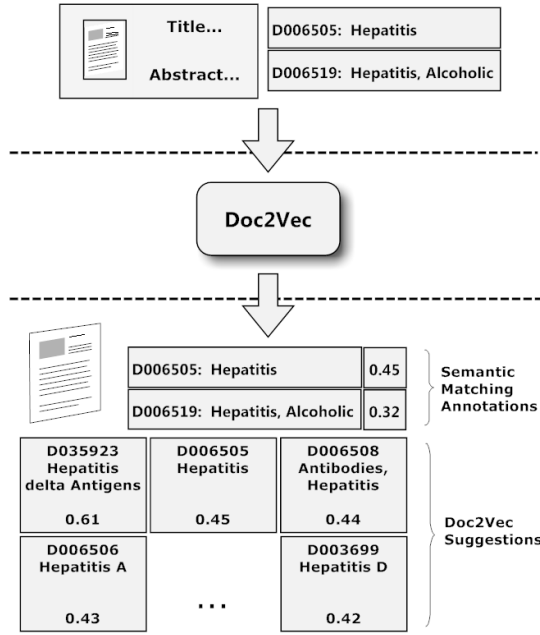 Title...
Abstract...
D006505: Hepatitis
D006519: Hepatitis, Alcoholic
Doc2Vec
D006505: Hepatitis 0.45
D006519: Hepatitis, Alcoholic 0.32
Semantic
Matching
Annotations
D035923
Hepatitis
delta Antigens
0.61
D006505
Hepatitis
0.45
D006508
Antibodies,
Hepatitis
0.44
D006506
Hepatitis A
0.43
...
D003699
Hepatitis D
0.42
Doc2Vec
Suggestions